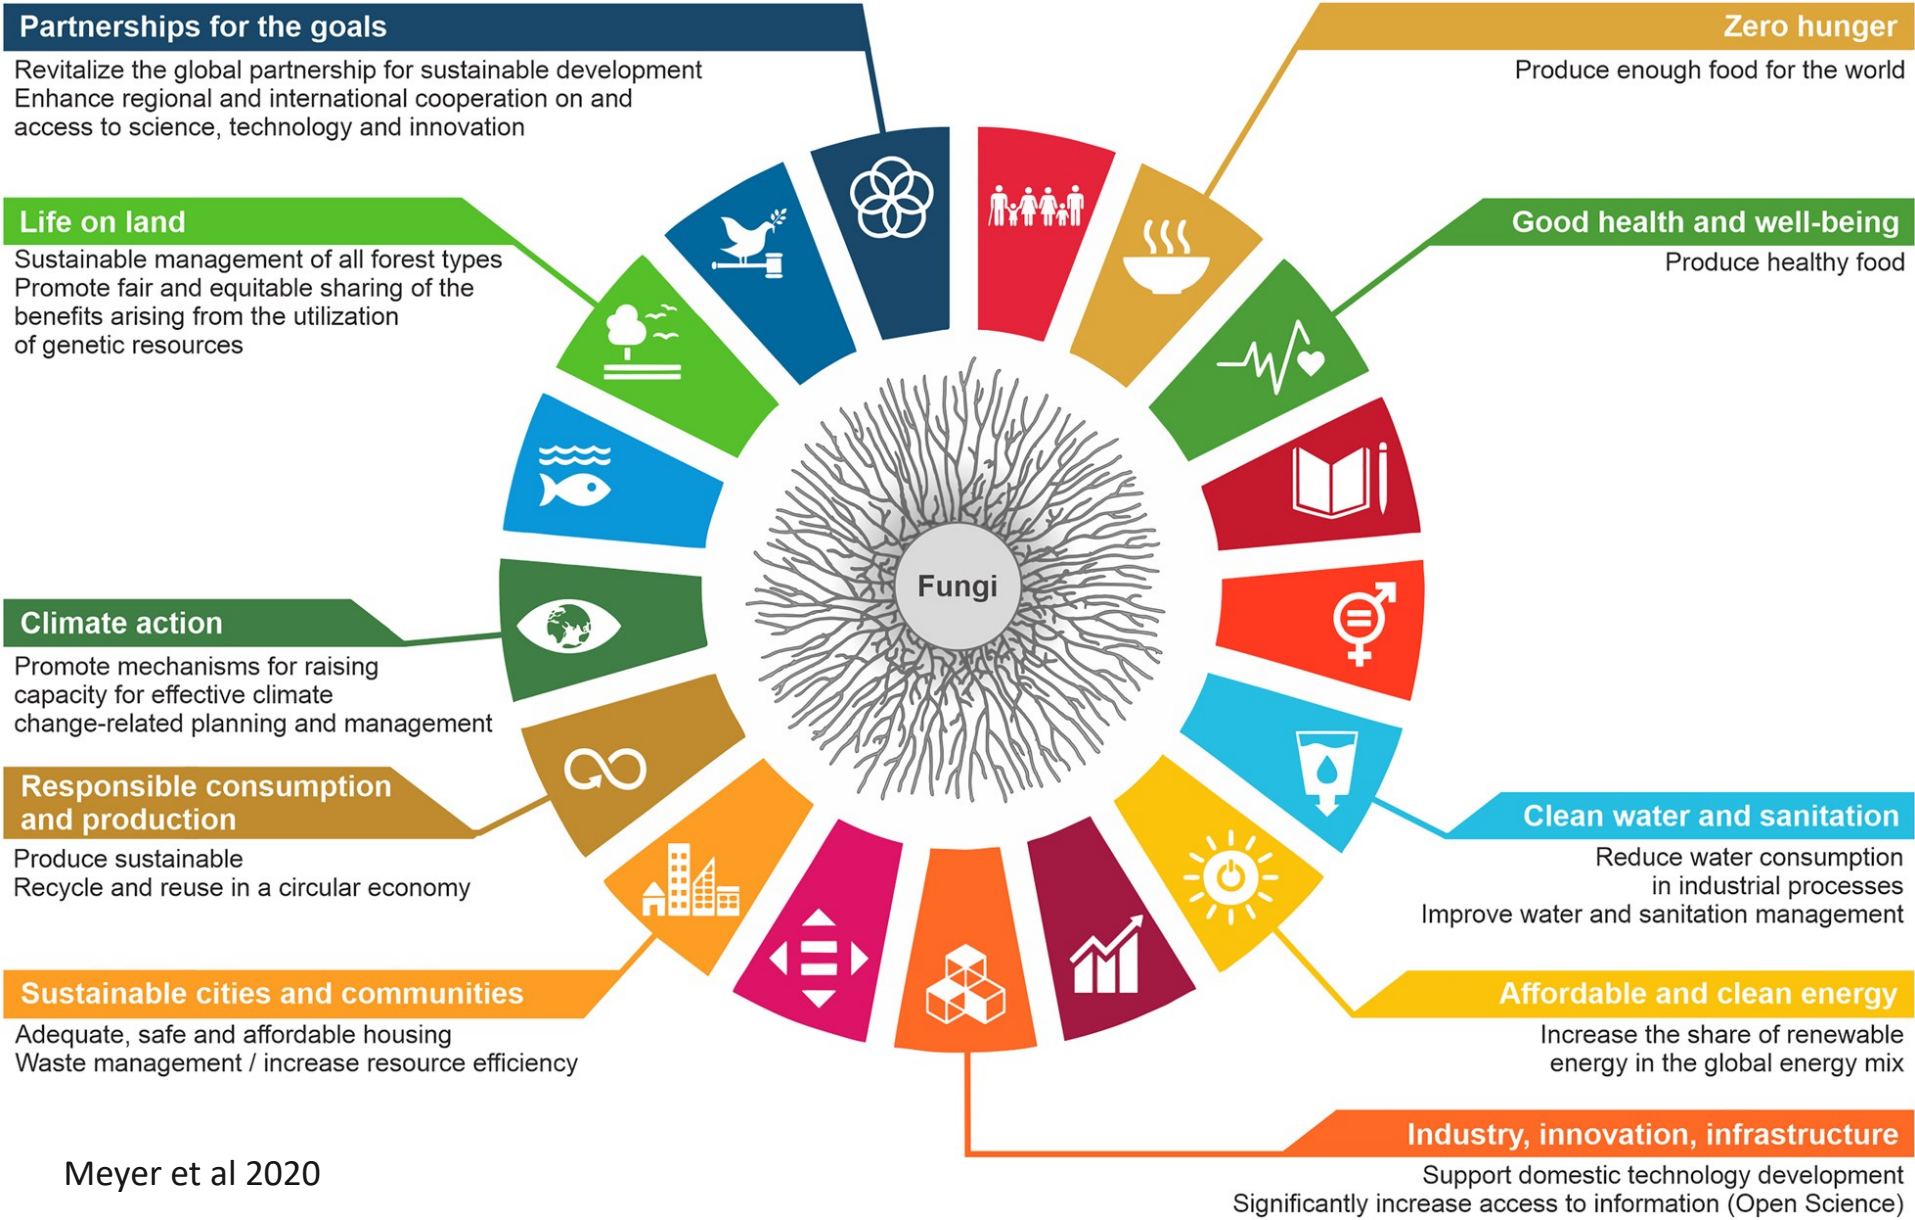 Partnerships for the goals
Revitalize the global partnership for sustainable development
Enhance regional and international cooperation on and
access to science, technology and innovation
Life on land
Sustainable management of all forest types
Promote fair and equitable sharing of the
benefits arising from the utilization
of genetic resources
Climate action
Promote mechanisms for raising
capacity for effective climate
change-related planning and management
Responsible consumption
and production
Produce sustainable
Recycle and reuse in a circular economy
Sustainable cities and communities
Adequate, safe and affordable housing
Waste management / increase resource efficiency
Meyer et al 2020
Fungi
Zero hunger
Produce enough food for the world
Good health and well-being
Produce healthy food
Clean water and sanitation
Reduce water consumption
in industrial processes
Improve water and sanitation management
Affordable and clean energy
Increase the share of renewable
energy in the global energy mix
Industry, innovation, infrastructure
Support domestic technology development
Significantly increase access to information (Open Science)